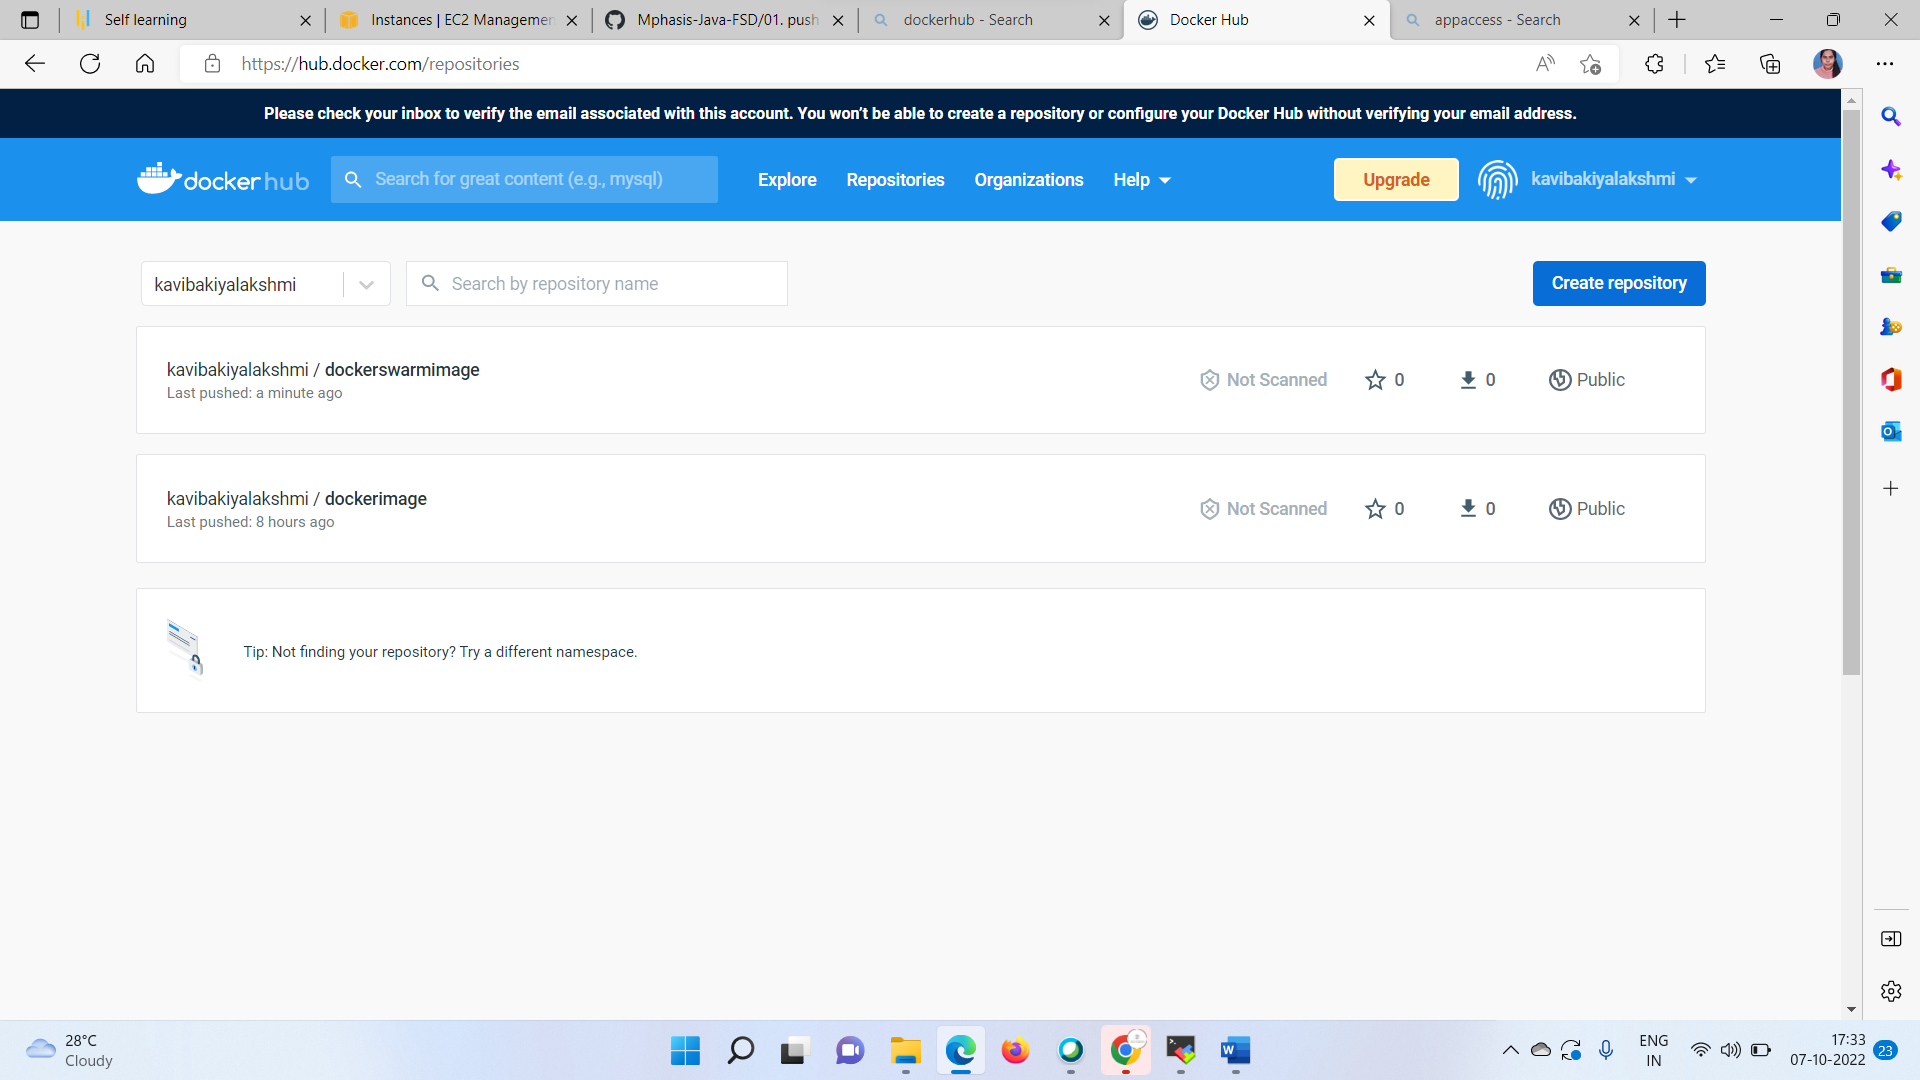 Self learning
Instances | EC2 Managemen
Mphasis-Java-FSD/01. push
dockerhub - Search
Docker Hub
appaccess - Search
https://hub.docker.com/repositories
Please check your inbox to verify the email associated with this account. You won't be able to create a repository or configure your Docker Hub without verifying your email address.
docker hub
Search for great content (e.g., mysql)
Explore
Repositories
Organizations
Help
Upgrade
kavibakiyalakshmi
kavibakiyalakshmi
Search by repository name
Create repository
kavibakiyalakshmi / dockerswarmimage
Last pushed: a minute ago
Not Scanned
0
0
Public
kavibakiyalakshmi / dockerimage
Last pushed: 8 hours ago
Not Scanned
0
0
Public
Tip: Not finding your repository? Try a different namespace.
28°C
Cloudy
ENG
IN
17:33
07-10-2022
23